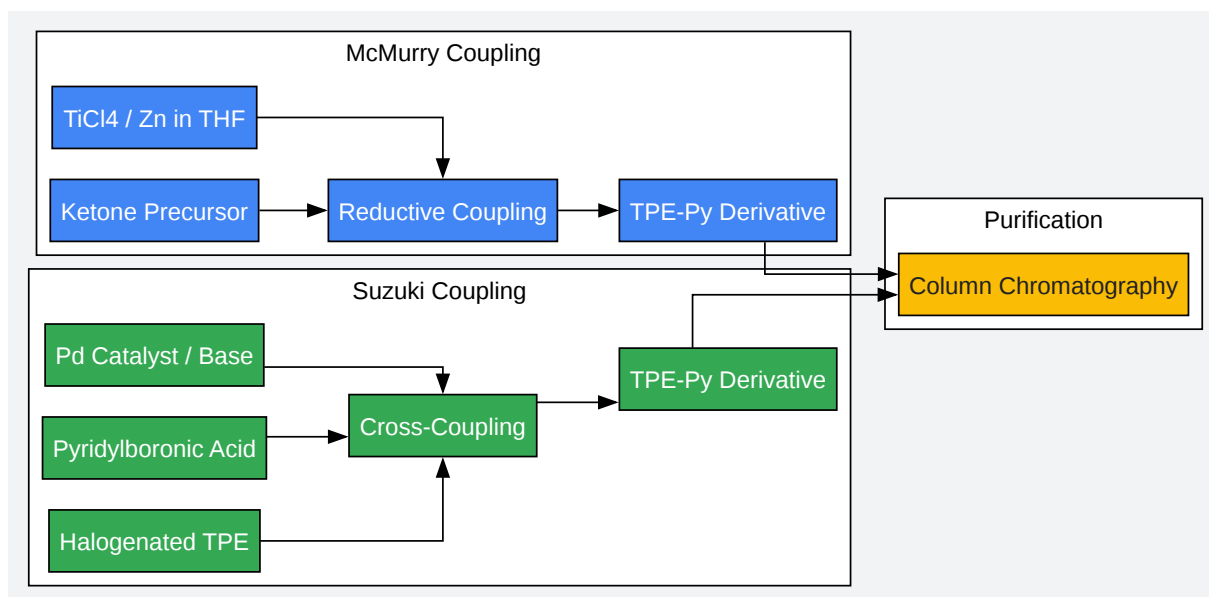 McMurry Coupling
TiCl4 / Zn in THF
Ketone Precursor
Reductive Coupling
TPE-Py Derivative
Suzuki Coupling
Pd Catalyst / Base
Pyridylboronic Acid
Halogenated TPE
Cross-Coupling
TPE-Py Derivative
Purification
Column Chromatography